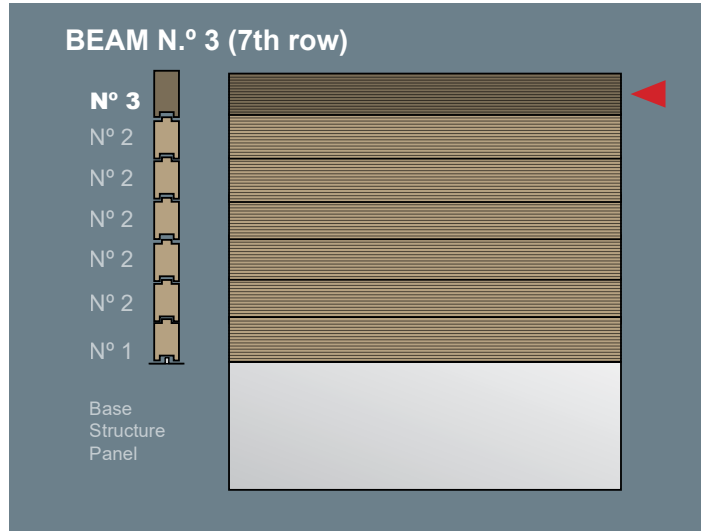 BEAM N.º 3 (7th row)
Nº 3
Nº 2
Nº 2
Nº 2
Nº 2
Nº 2
Nº 1
Base
Structure
Panel